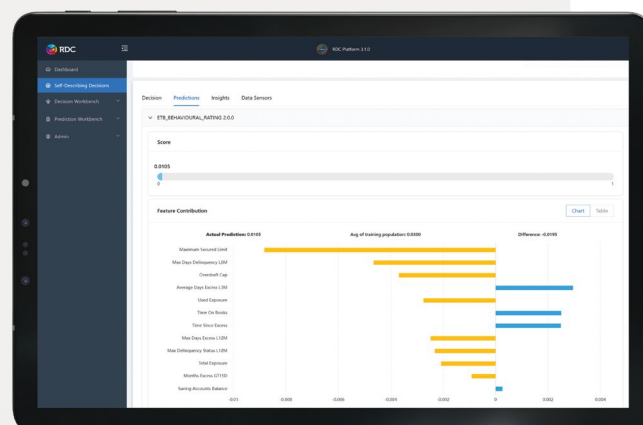 RDC
RDC Platform 3.1.0
Dashboard
Self-Describing Decisions
Decision Workbench
Prediction Workbench
Admin
Decision Predictions Insights Data Sensors
ETB_BEHAVIOURAL_RATING 2.0.0
Score
0.0105
0 1
Feature Contribution
Chart Table
Actual Prediction: 0.0105 Avg of training population: 0.0300 Difference: -0.0195
Maximum Secured Limit
Max Days Delinquency L8M
Overdraft Cap
Average Days Excess L3M
Used Exposure
Time On Books
Time Since Excess
Max Days Excess L12M
Max Delinquency Status L12M
Total Exposure
Months Excess GT15D
Saving Accounts Balance
-0.01 -0.008 -0.006 -0.004 -0.002 0 0.002 0.004